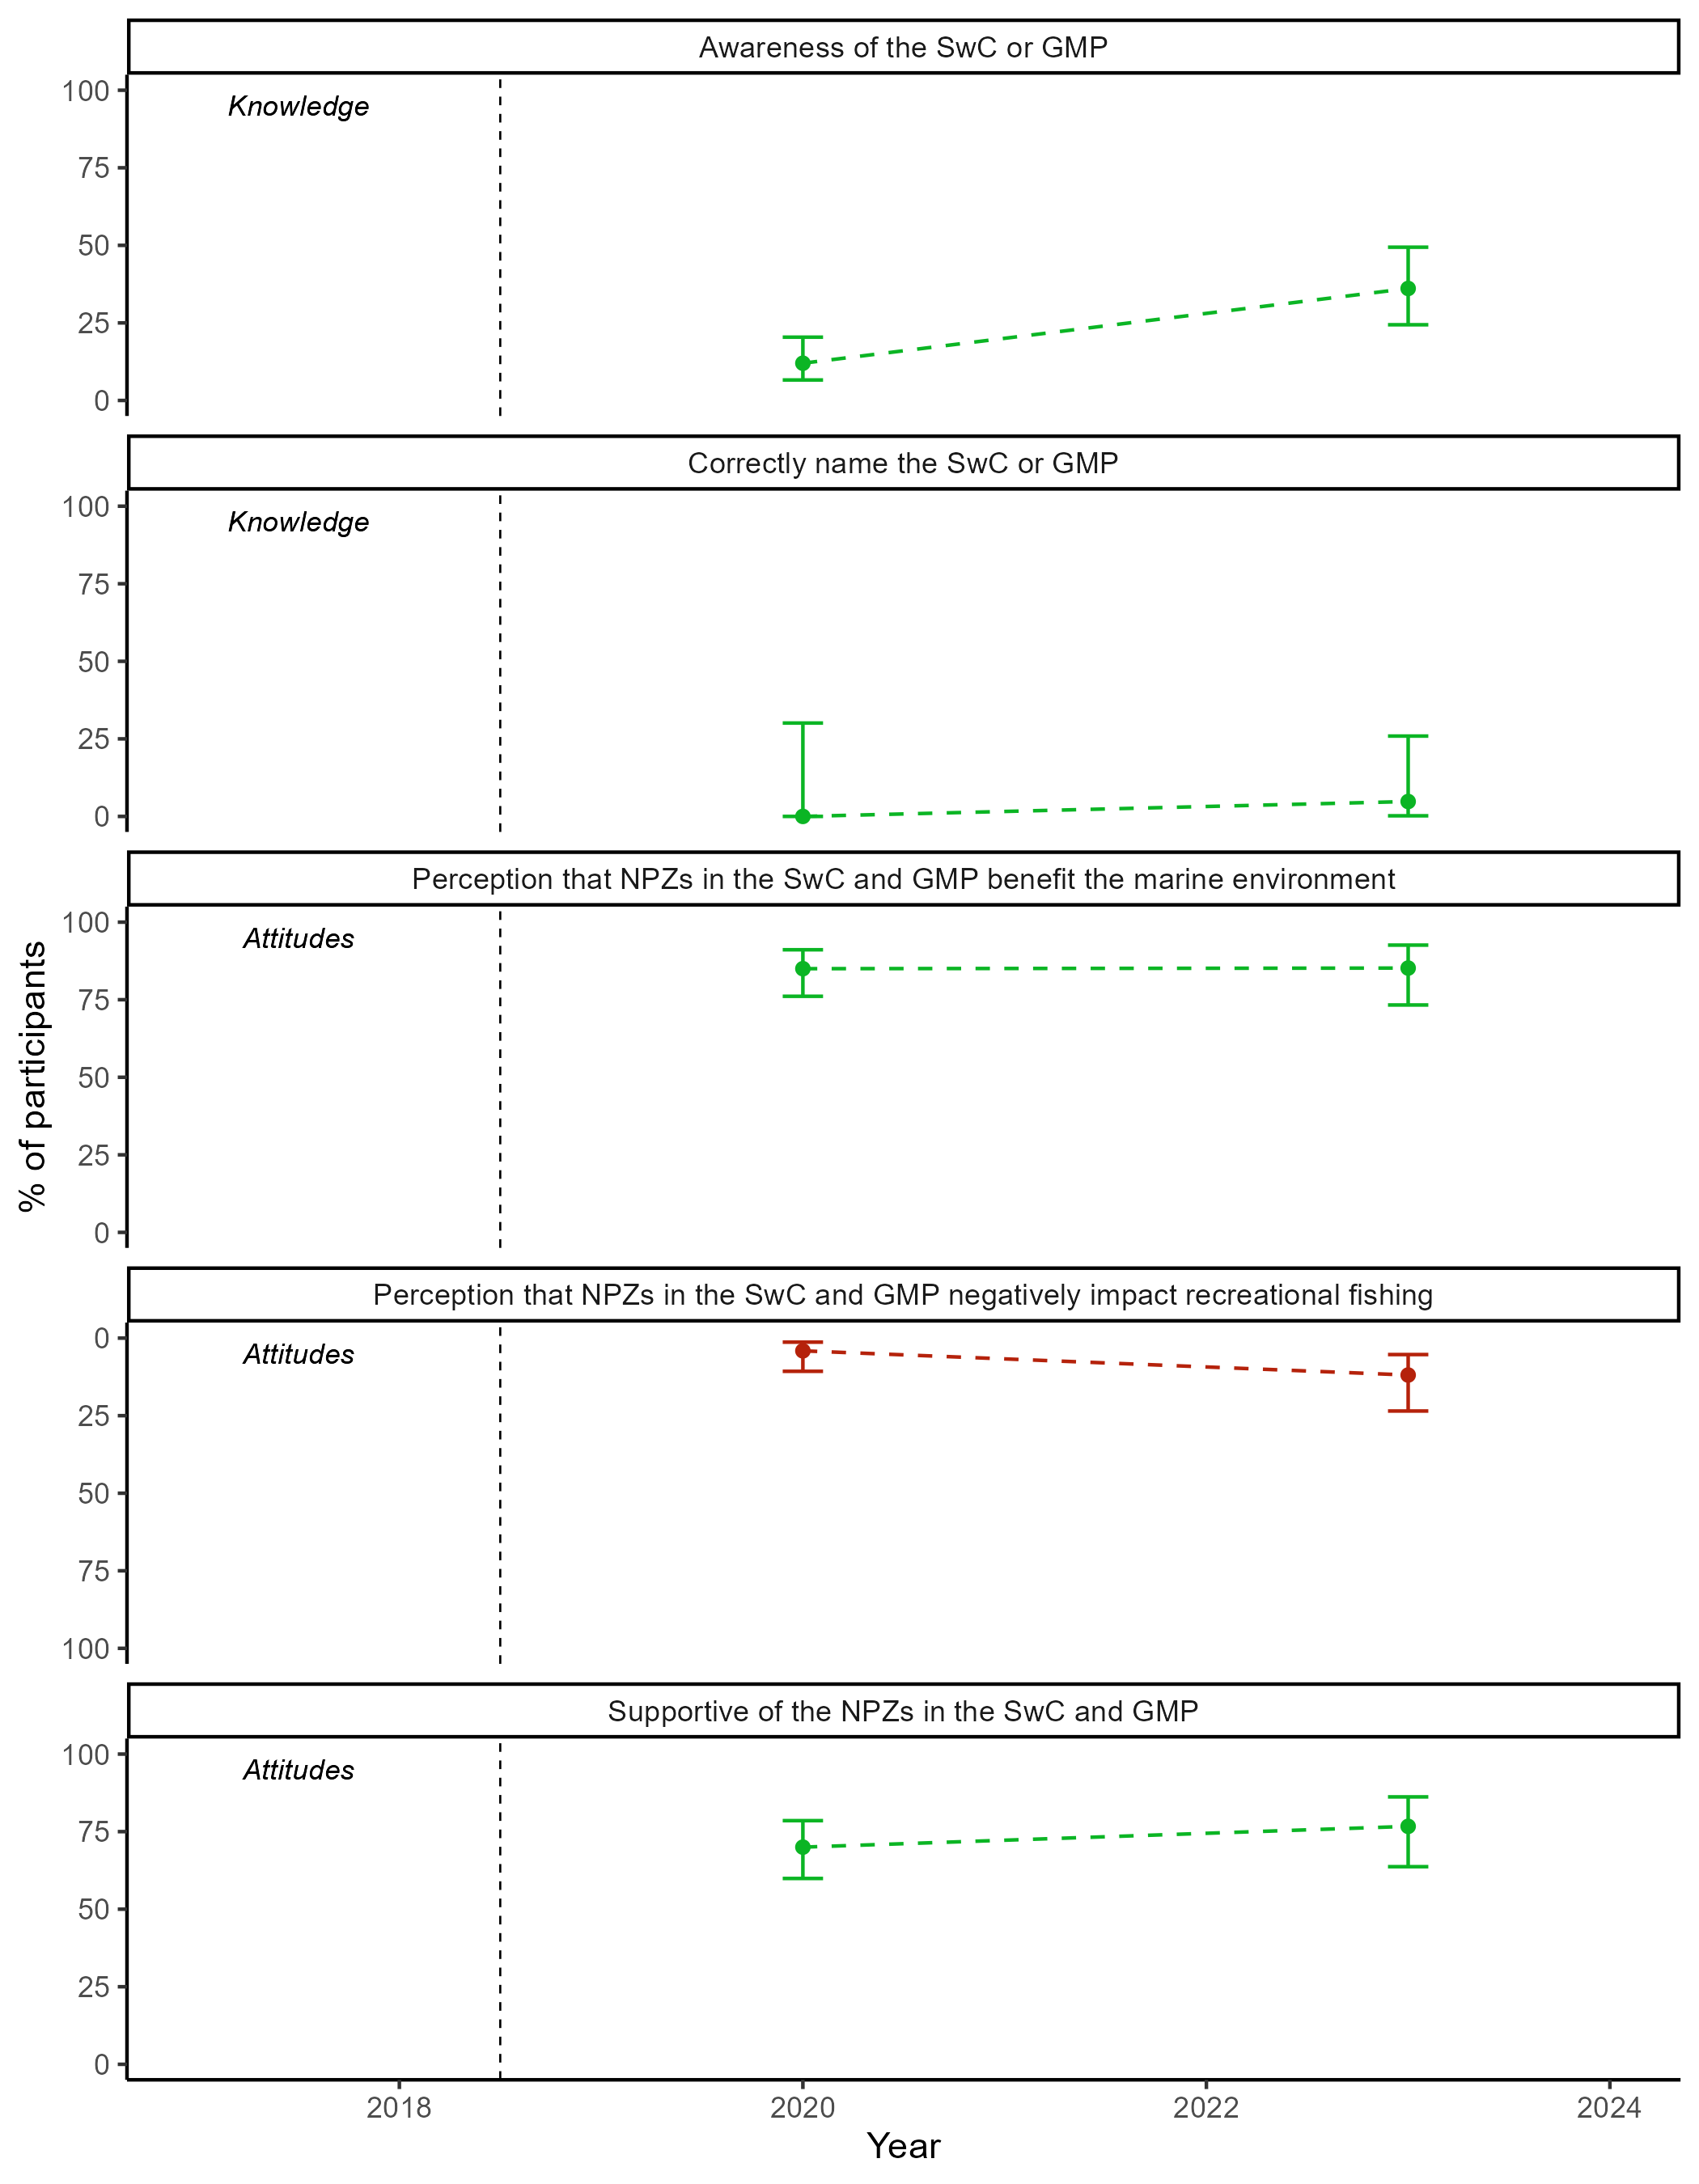 Awareness of the SwC or GMP
Knowledge
100
75
50
25
0
Correctly name the SwC or GMP
Knowledge
100
75
50
25
0
Perception that NPZs in the SwC and GMP benefit the marine environment
Attitudes
100
75
50
25
0
% of participants
Perception that NPZs in the SwC and GMP negatively impact recreational fishing
Attitudes
0
25
50
75
100
Supportive of the NPZs in the SwC and GMP
Attitudes
100
75
50
25
0
2018 2020 2022 2024
Year